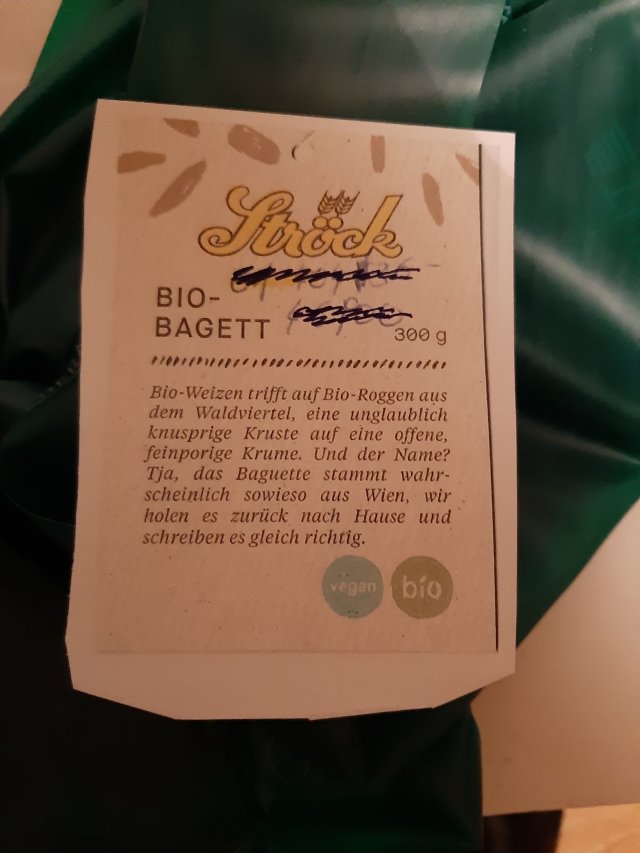 Ströck
BIO-
BAGETT
300 g
Bio-Weizen trifft auf Bio-Roggen aus
dem Waldviertel, eine unglaublich
knusprige Kruste auf eine offene,
feinporige Krume. Und der Name?
Tja, das Baguette stammt wahr-
scheinlich sowieso aus Wien, wir
holen es zurück nach Hause und
schreiben es gleich richtig.
vegan
bio